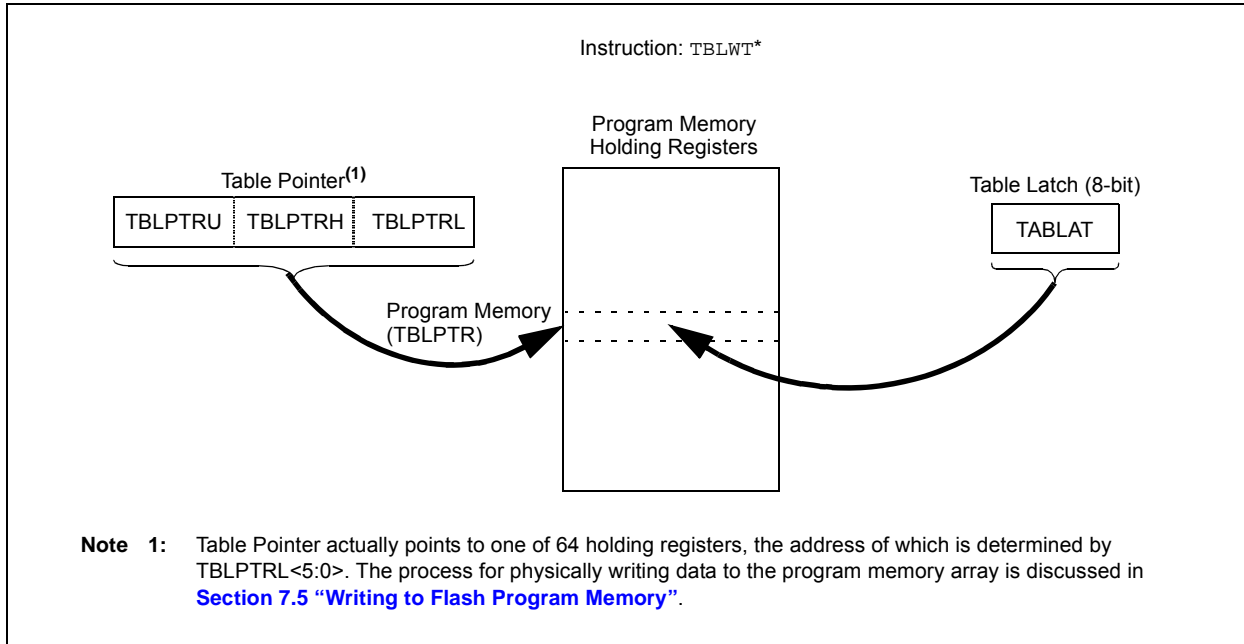 Instruction: TBLWT*
Program Memory
Holding Registers
Table Pointer(1)
Table Latch (8-bit)
TBLPTRU TBLPTRH TBLPTRL
TABLAT
Program Memory
(TBLPTR)
Note 1: Table Pointer actually points to one of 64 holding registers, the address of which is determined by
TBLPTRL<5:0>. The process for physically writing data to the program memory array is discussed in
Section 7.5 “Writing to Flash Program Memory”.